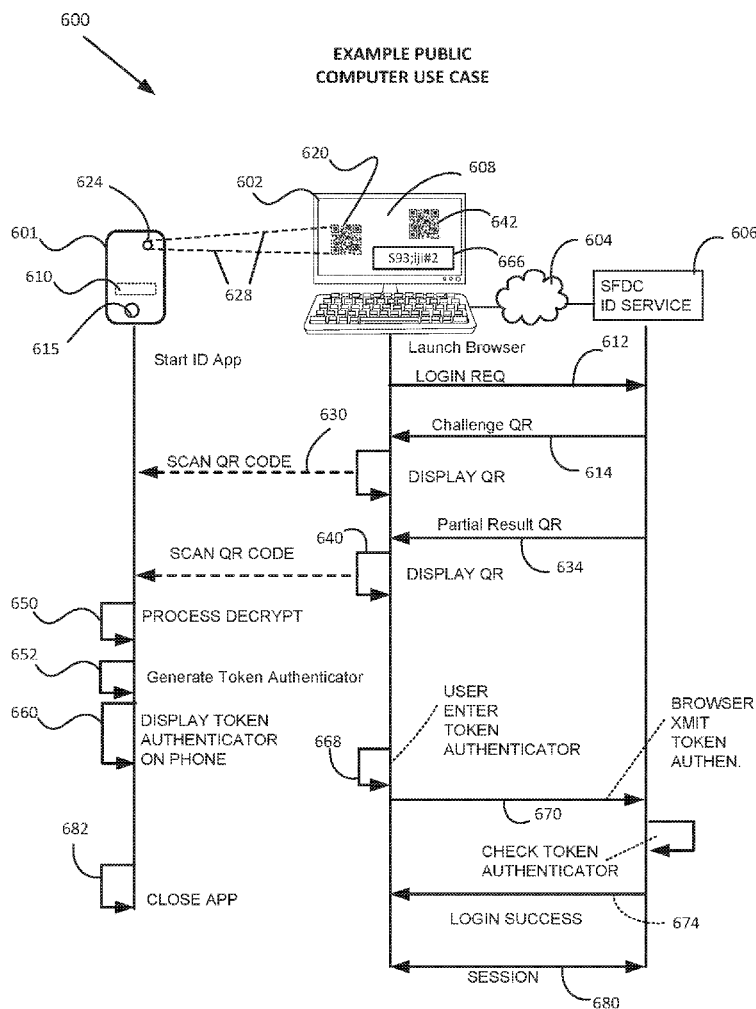 600
EXAMPLE PUBLIC
COMPUTER USE CASE
620
608
624
602
642
601
604
606
S93;lji#2
666
SFDC
ID SERVICE
610
628
615
Start ID App
Launch Browser
612
LOGIN REQ
630
Challenge QR
SCAN QR CODE
DISPLAY QR
614
640
Partial Result QR
SCAN QR CODE
DISPLAY QR
634
650
PROCESS DECRYPT
652
Generate Token Authenticator
660
DISPLAY TOKEN
AUTHENTICATOR
ON PHONE
USER
ENTER
TOKEN
AUTHENTICATOR
BROWSER
XMIT
TOKEN
AUTHEN.
668
670
682
CHECK TOKEN
AUTHENTICATOR
CLOSE APP
LOGIN SUCCESS
674
SESSION
680